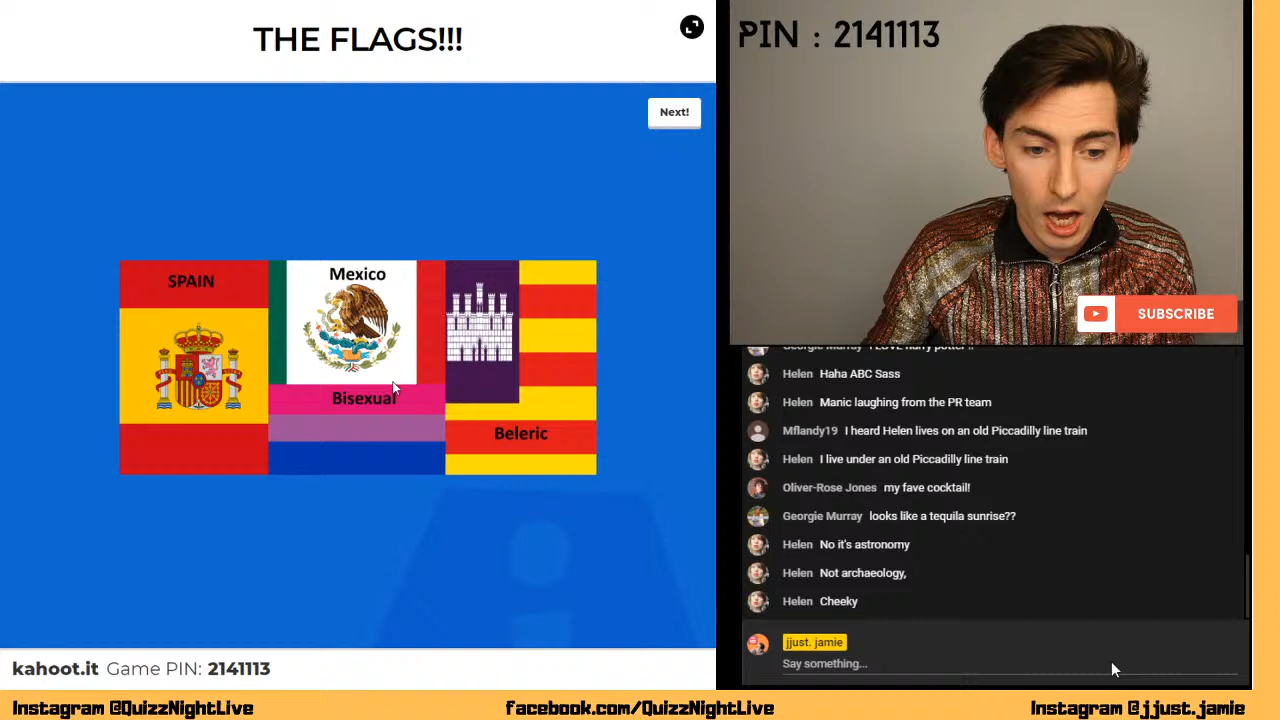 THE FLAGS!!!
Next!
SPAIN
Mexico
Bisexual
Beleric
kahoot.it Game PIN: 2141113
PIN : 2141113
SUBSCRIBE
Georgie Murray
Helen Haha ABC Sass
Helen Manic laughing from the PR team
Mflandy19 I heard Helen lives on an old Piccadilly line train
Helen I live under an old Piccadilly line train
Oliver-Rose Jones my fave cocktail!
Georgie Murray looks like a tequila sunrise??
Helen No it's astronomy
Helen Not archaeology,
Helen Cheeky
jjust. jamie
Say something...
Instagram @QuizzNightLive
facebook.com/QuizzNightLive
Instagram @jjust.jamie